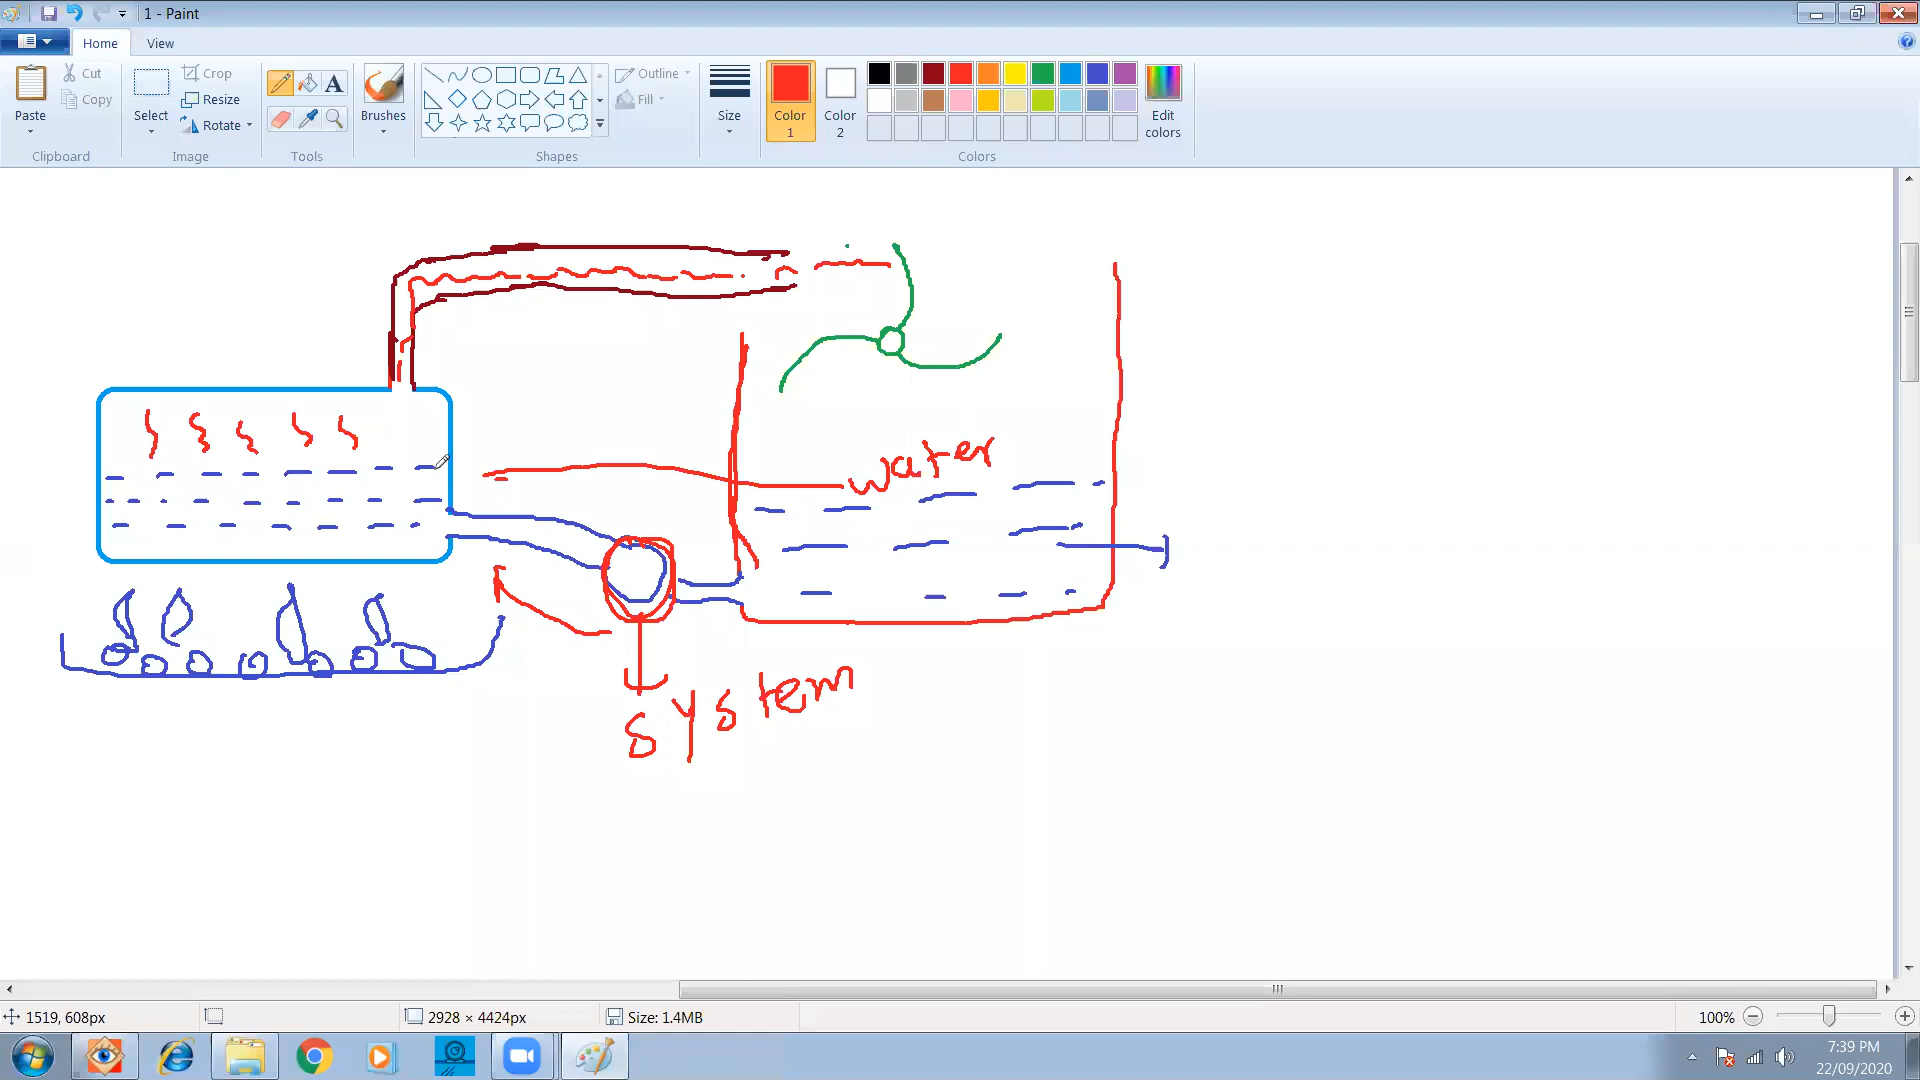 1 - Paint
Home View
Paste
Cut
Copy
Clipboard
Select
Crop
Resize
Rotate
Image
A
Tools
Brushes
Shapes
Outline
Fill
Size
Color 1
Color 2
Edit colors
Colors
water
system
1519, 608px
2928 × 4424px
Size: 1.4MB
100%
7:39 PM
22/09/2020